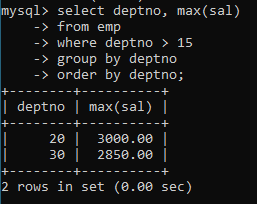 mysql> select deptno, max(sal)
    -> from emp
    -> where deptno > 15
    -> group by deptno
    -> order by deptno;
+--------+----------+
| deptno | max(sal) |
+--------+----------+
|     20 |  3000.00 |
|     30 |  2850.00 |
+--------+----------+
2 rows in set (0.00 sec)